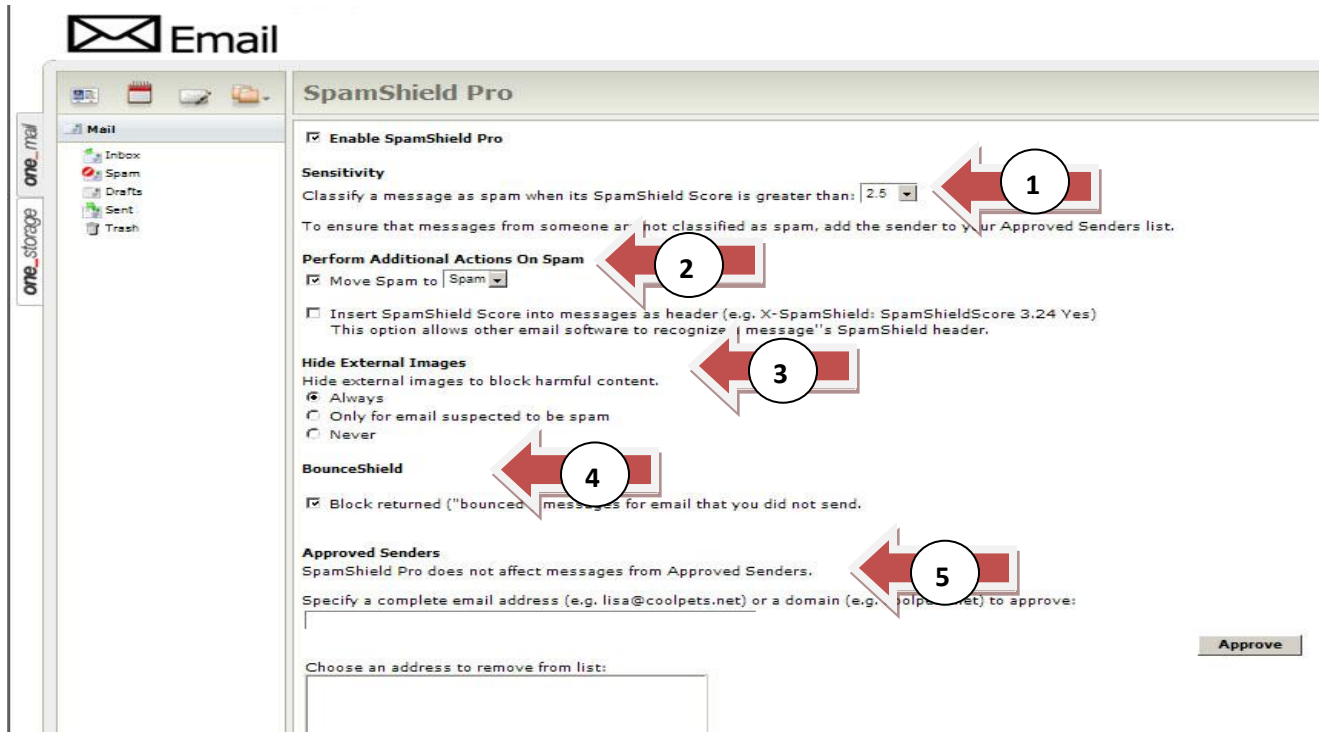 Email
one_mail
one_storage
Mail
Inbox
Spam
Drafts
Sent
Trash
SpamShield Pro
Enable SpamShield Pro
Sensitivity
Classify a message as spam when its SpamShield Score is greater than: 2.5
1
To ensure that messages from someone not classified as spam, add the sender to Approved Senders list.
Perform Additional Actions On Spam
2
Move Spam to Spam
Insert SpamShield Score into messages as header (e.g. X-SpamShield: SpamShieldScore 3.24 Yes)
This option allows other email software to recognize message''s SpamShield header.
Hide External Images
3
Hide external images to block harmful content.
Always
Only for email suspected to be spam
Never
BounceShield
4
Block returned ("bounced for email that you did not send.
Approved Senders
SpamShield Pro does not affect messages from Approved Senders.
5
Specify a complete email address (e.g. lisa@coolpets.net) or a domain (e.g. to approve:
Approve
Choose an address to remove from list: